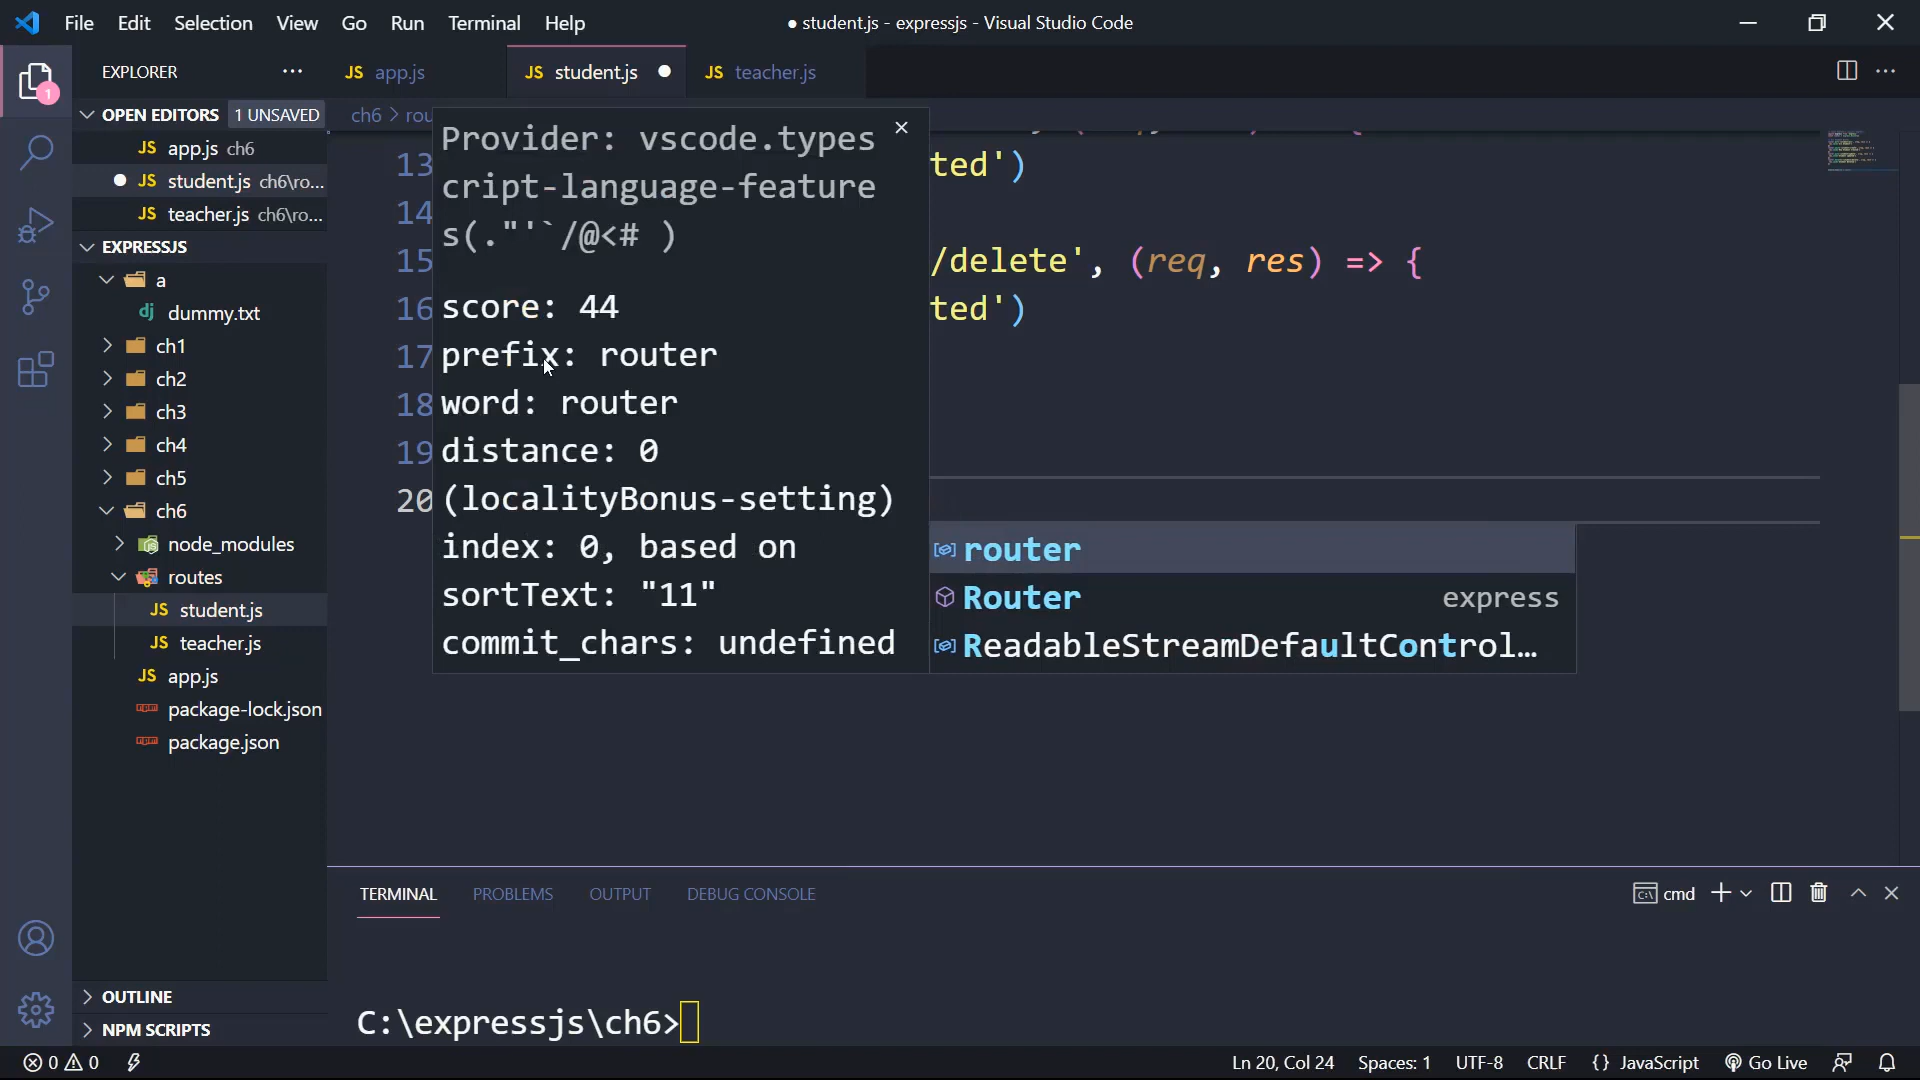 File Edit Selection View Go Run Terminal Help
● student.js - expressjs - Visual Studio Code
EXPLORER
JS app.js
JS student.js
JS teacher.js
OPEN EDITORS 1 UNSAVED
JS app.js ch6
JS student.js ch6\ro...
JS teacher.js ch6\ro...
EXPRESSJS
a
dj dummy.txt
ch1
ch2
ch3
ch4
ch5
ch6
node_modules
routes
JS student.js
JS teacher.js
JS app.js
package-lock.json
package.json
OUTLINE
NPM SCRIPTS
1
ch6 > rou
Provider: vscode.types
cript-language-feature
s(."'`/@<# )
score: 44
prefix: router
word: router
distance: 0
(localityBonus-setting)
index: 0, based on
sortText: "11"
commit_chars: undefined
13 ted')
14
15 /delete', (req, res) => {
16 ted')
17
18
19
20
router
Router express
ReadableStreamDefaultControl…
TERMINAL PROBLEMS OUTPUT DEBUG CONSOLE
cmd
C:\expressjs\ch6>
0 0
Ln 20, Col 24 Spaces: 1 UTF-8 CRLF {} JavaScript Go Live